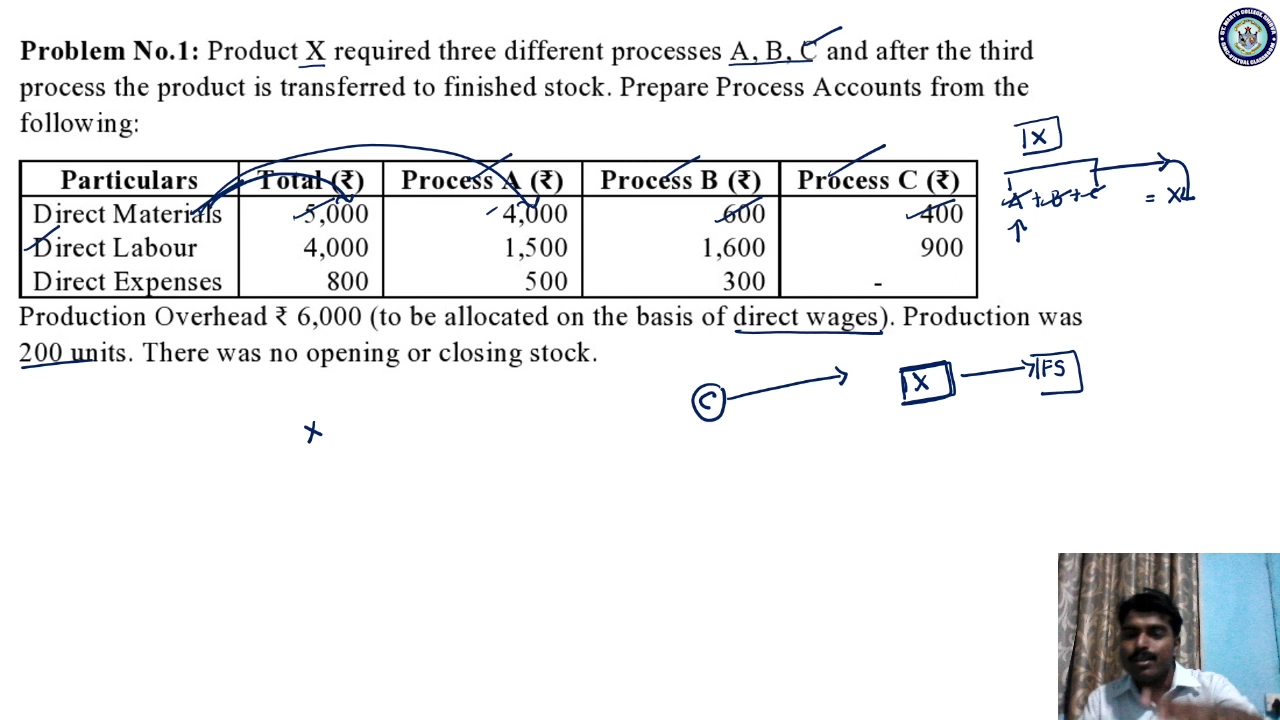 Problem No.1: Product X required three different processes A, B, C and after the third
process the product is transferred to finished stock. Prepare Process Accounts from the
following:
Particulars Total (₹) Process A (₹) Process B (₹) Process C (₹)
Direct Materials 5,000 4,000 600 400
Direct Labour 4,000 1,500 1,600 900
Direct Expenses 800 500 300 -
Production Overhead ₹ 6,000 (to be allocated on the basis of direct wages). Production was
200 units. There was no opening or closing stock.
X
A + B + C = X
C X FS
x